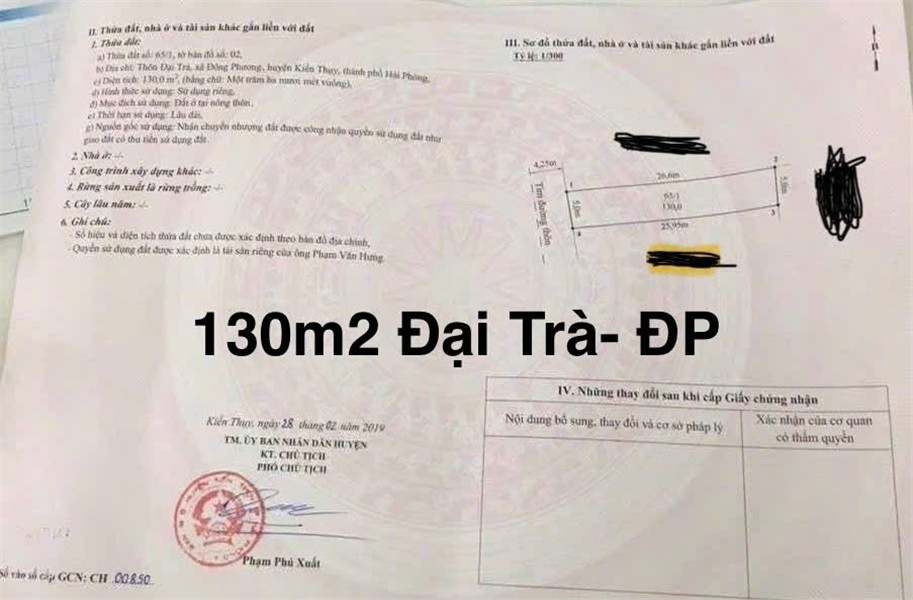 II. Thửa đất, nhà ở và tài sản khác gắn liền với đất
1. Thửa đất:
a) Thửa đất số: 65/1, tờ bản đồ số: 02,
b) Địa chỉ: Thôn Đại Trà, xã Đông Phương, huyện Kiến Thụy, thành phố Hải Phòng,
c) Diện tích: 130,0 m², (bằng chữ: Một trăm ba mươi mét vuông),
d) Hình thức sử dụng: Sử dụng riêng,
đ) Mục đích sử dụng: Đất ở tại nông thôn,
e) Thời hạn sử dụng: Lâu dài,
g) Nguồn gốc sử dụng: Nhận chuyển nhượng đất được công nhận quyền sử dụng đất như
giao đất có thu tiền sử dụng đất.
2. Nhà ở: -/-
3. Công trình xây dựng khác: -/-
4. Rừng sản xuất là rừng trồng: -/-
5. Cây lâu năm: -/-
6. Ghi chú:
- Số hiệu và diện tích thửa đất chưa được xác định theo bản đồ địa chính,
- Quyền sử dụng đất được xác định là tài sản riêng của ông Phạm Văn Hưng.
III. Sơ đồ thửa đất, nhà ở và tài sản khác gắn liền với đất
Tỷ lệ: 1/300
B
4,25m
Tim đường thôn
1
26,6m
2
5,0m
65/1
130,0
5,0m
4
25,95m
3
130m2 Đại Trà- ĐP
Kiến Thụy, ngày 28 tháng 02 năm 2019
TM. ỦY BAN NHÂN DÂN HUYỆN
KT. CHỦ TỊCH
PHÓ CHỦ TỊCH
Phạm Phú Xuất
Số vào sổ cấp GCN: CH 00850
IV. Những thay đổi sau khi cấp Giấy chứng nhận
Nội dung bổ sung, thay đổi và cơ sở pháp lý
Xác nhận của cơ quan
có thẩm quyền